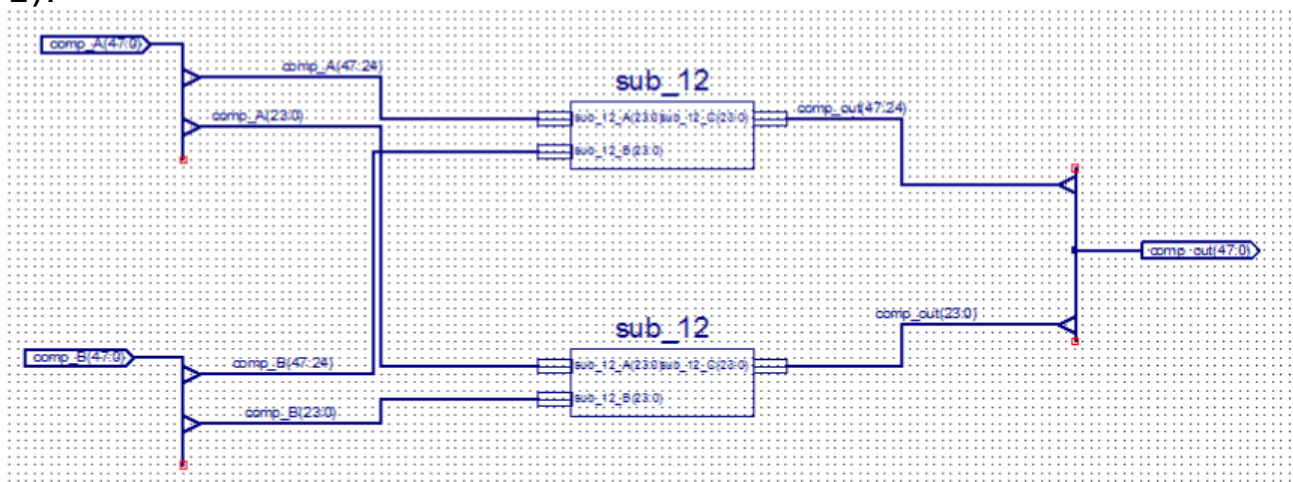 2).
comp_A(47:0)
comp_A(47:24)
comp_A(23:0)
sub_12
sub_12_A(23:0)
sub_12_C(23:0)
sub_12_B(23:0)
comp_out(47:24)
comp_out(47:0)
comp_out(23:0)
sub_12
sub_12_A(23:0)
sub_12_C(23:0)
sub_12_B(23:0)
comp_B(47:0)
comp_B(47:24)
comp_B(23:0)